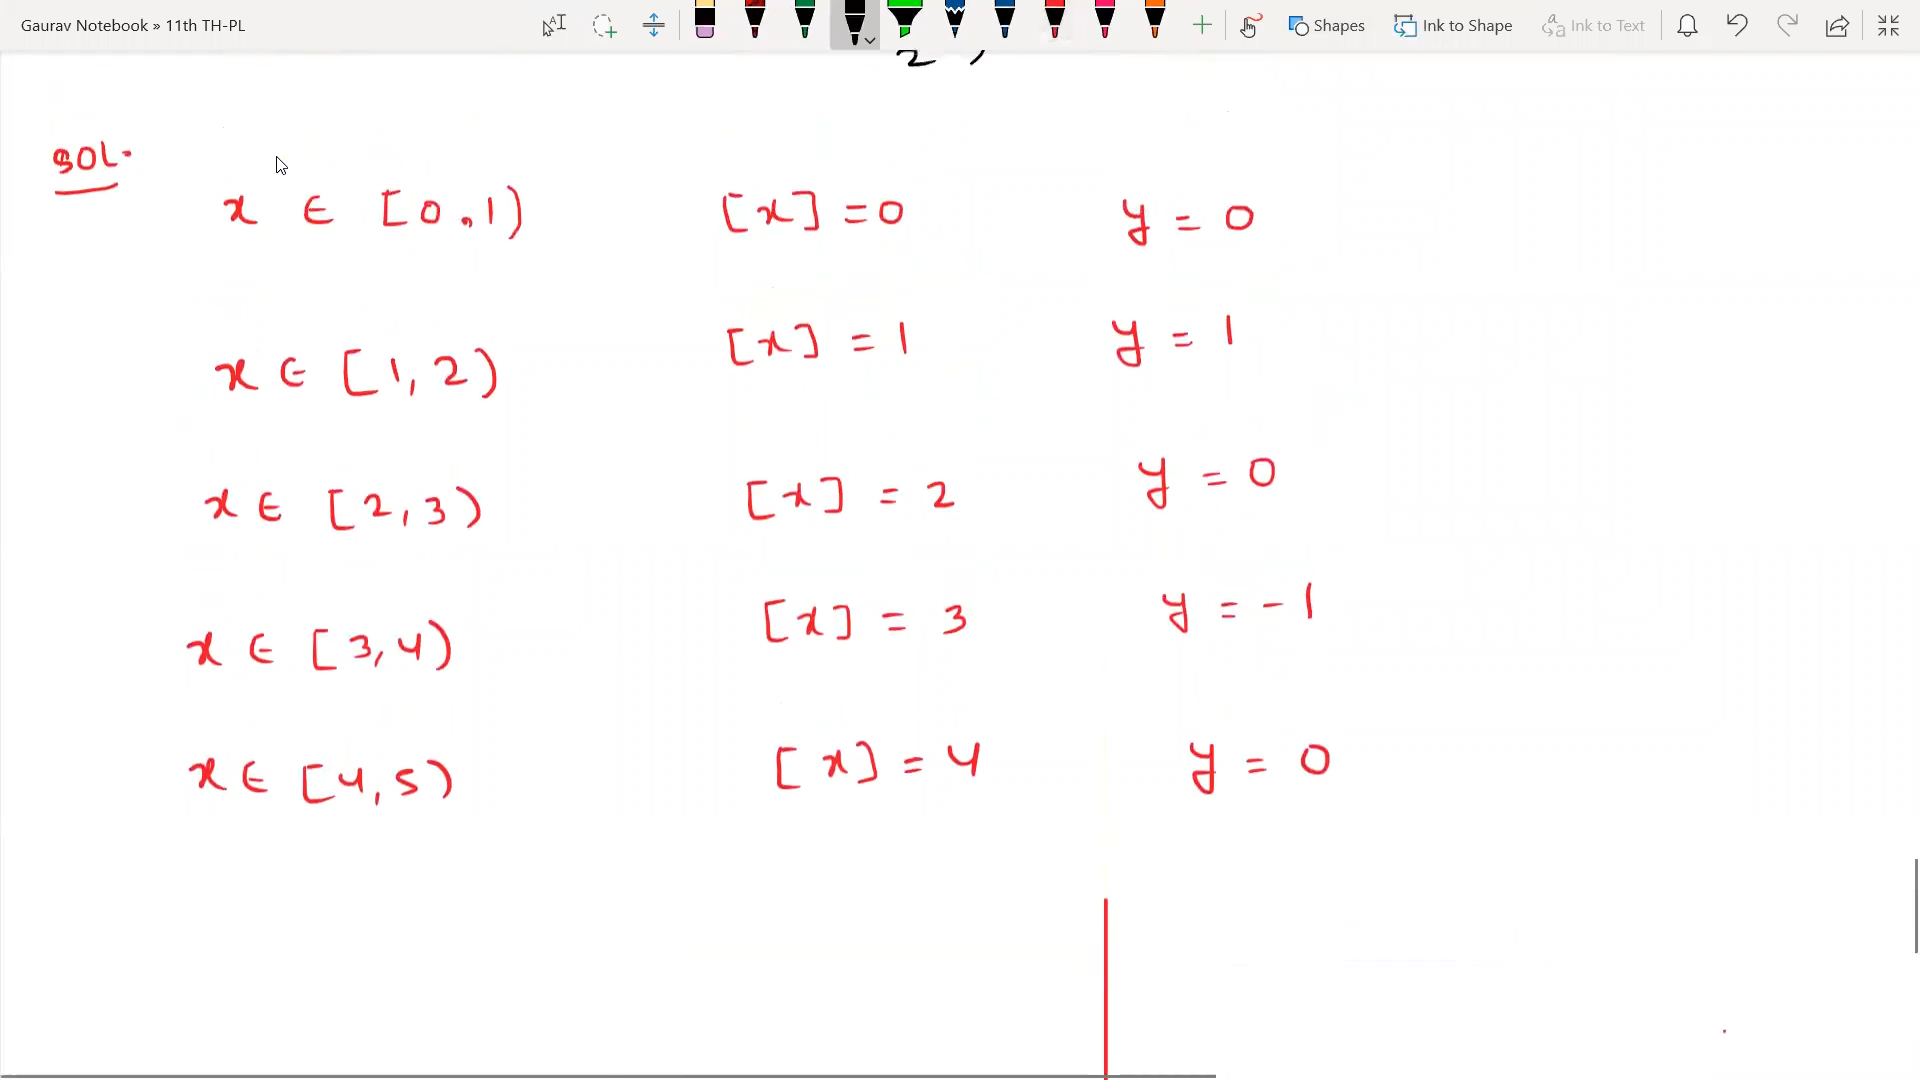 Gaurav Notebook » 11th TH-PL
Shapes
Ink to Shape
Ink to Text
2 )
SOL.
x ∈ [0,1) [x] = 0 y = 0
x ∈ [1,2) [x] = 1 y = 1
x ∈ [2,3) [x] = 2 y = 0
x ∈ [3,4) [x] = 3 y = -1
x ∈ [4,5) [x] = 4 y = 0